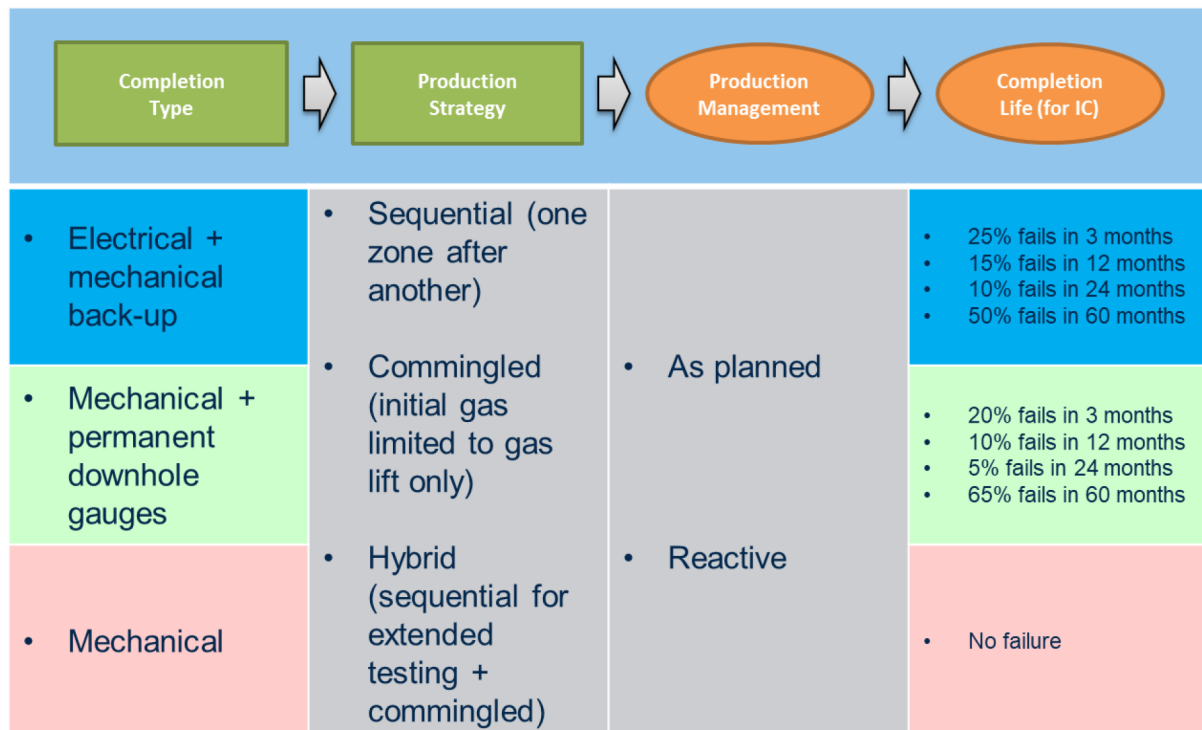 Completion
Type
Production
Strategy
Production
Management
Completion
Life (for IC)
• Electrical +
mechanical
back-up
• Mechanical +
permanent
downhole
gauges
• Mechanical
• Sequential (one
zone after
another)
• Commingled
(initial gas
limited to gas
lift only)
• Hybrid
(sequential for
extended
testing +
commingled)
• As planned
• Reactive
• 25% fails in 3 months
• 15% fails in 12 months
• 10% fails in 24 months
• 50% fails in 60 months
• 20% fails in 3 months
• 10% fails in 12 months
• 5% fails in 24 months
• 65% fails in 60 months
• No failure